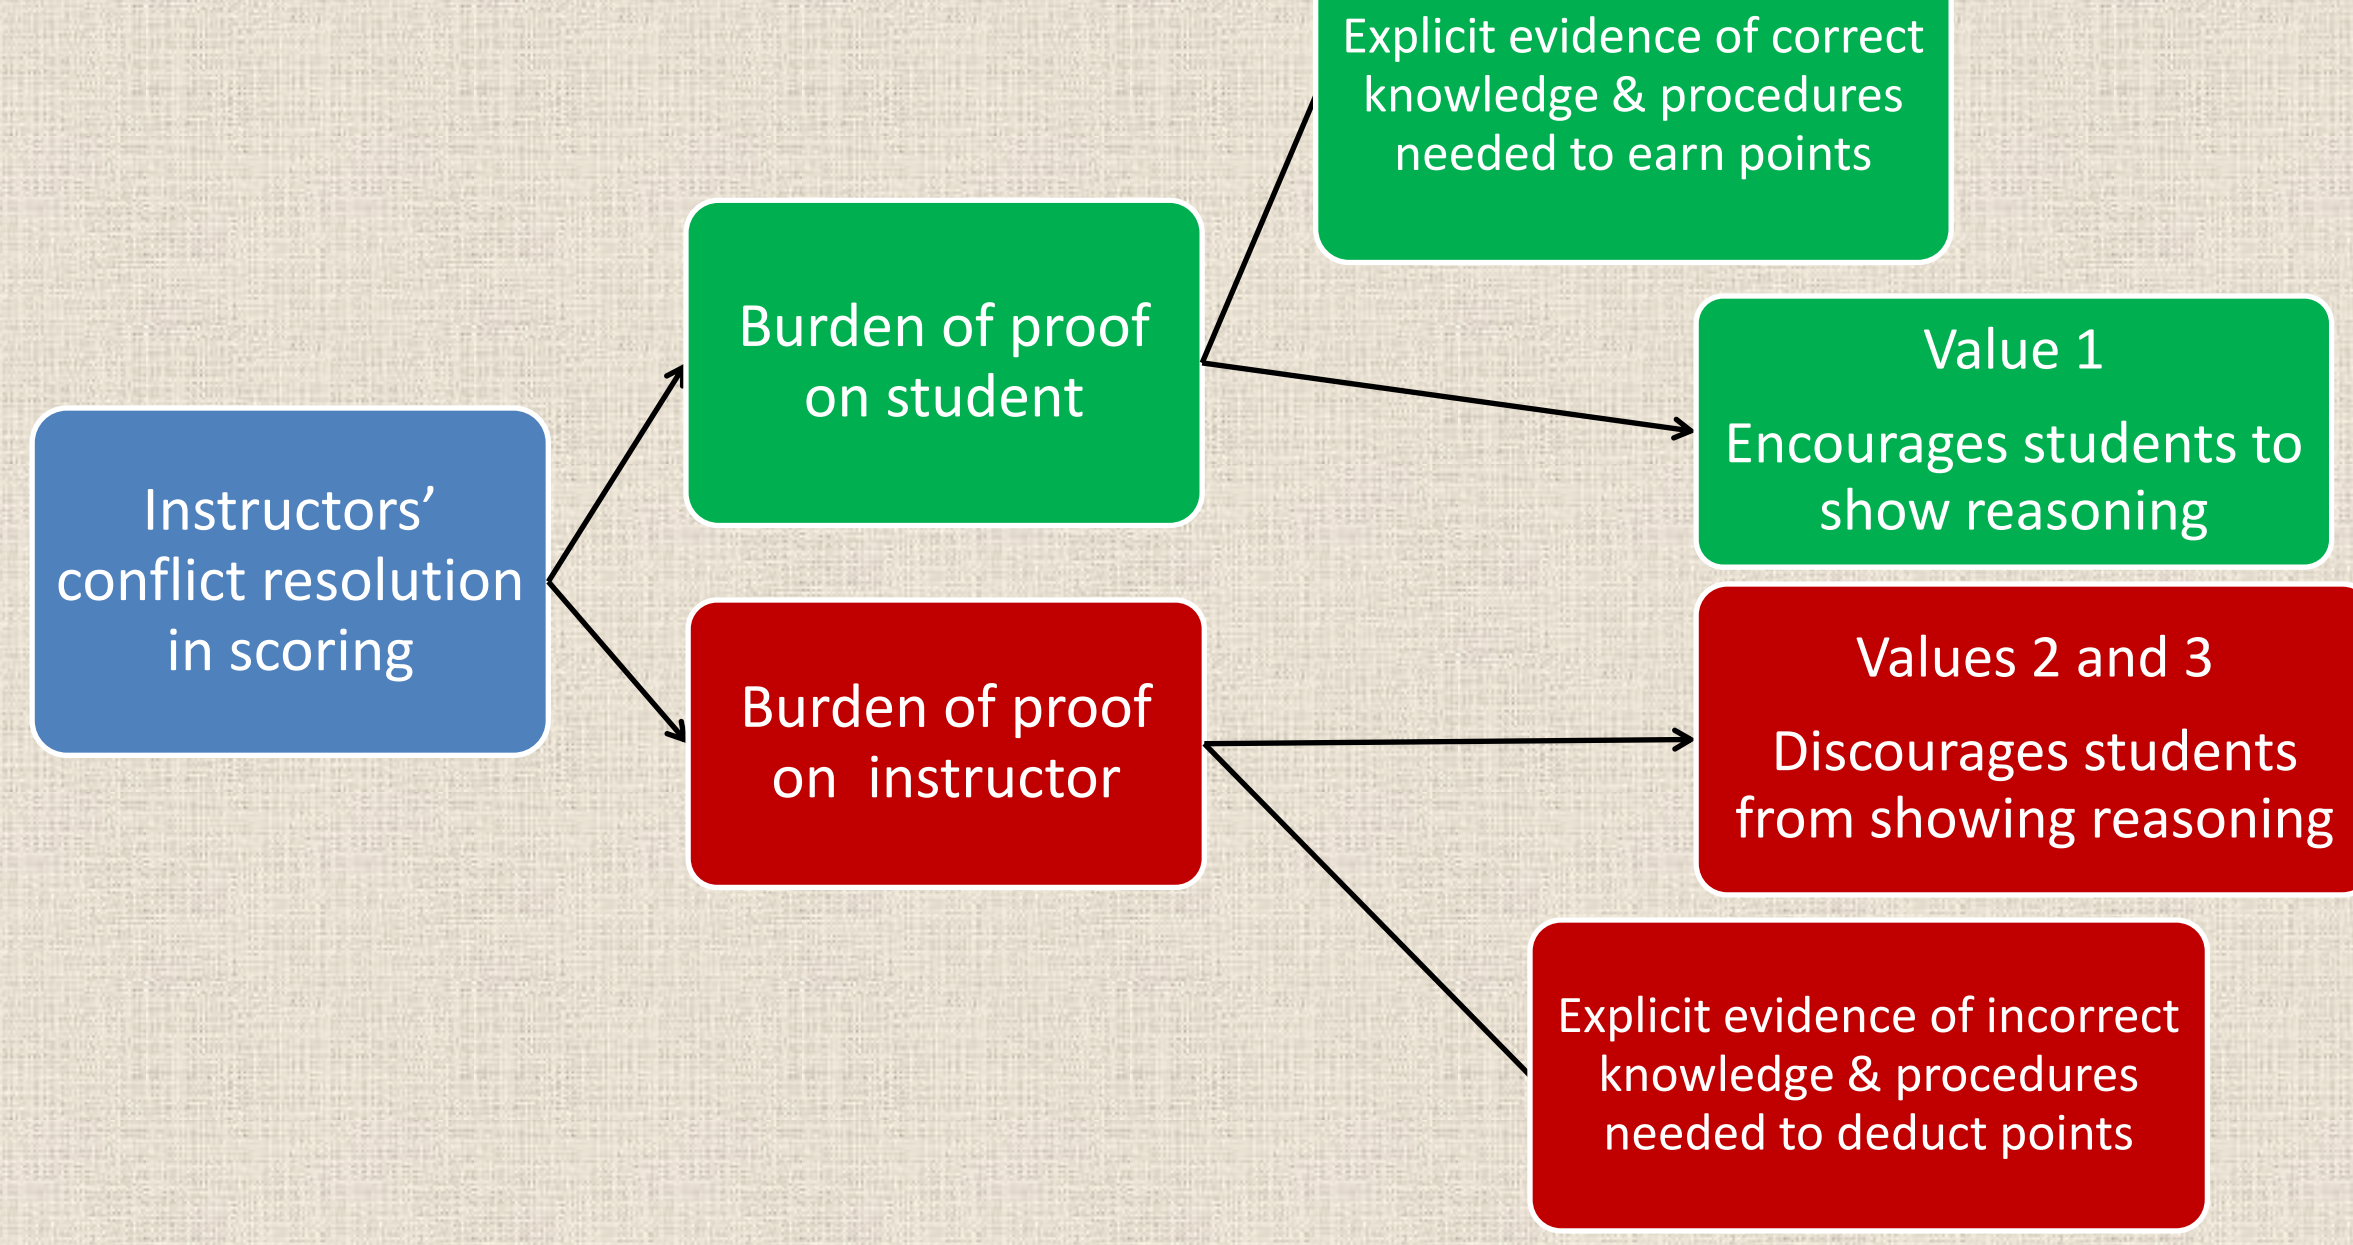 Explicit evidence of correct
knowledge & procedures
needed to earn points
Burden of proof
on student
Value 1
Encourages students to
show reasoning
Instructors’
conflict resolution
in scoring
Burden of proof
on  instructor
Values 2 and 3
Discourages students
from showing reasoning
Explicit evidence of incorrect
knowledge & procedures
needed to deduct points